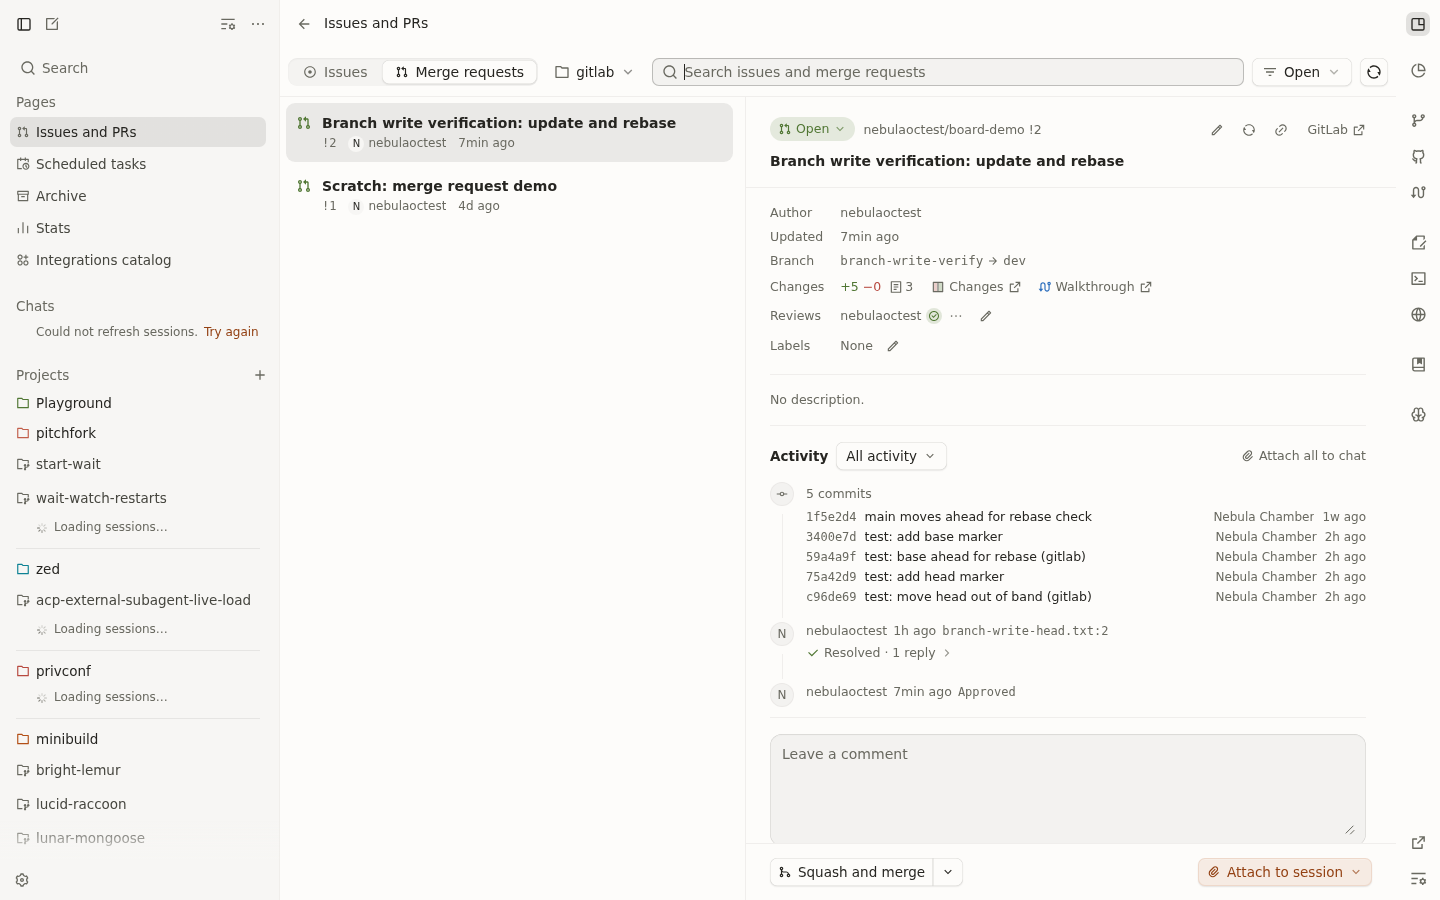 Search
Pages
Issues and PRs
Scheduled tasks
Archive
Stats
Integrations catalog
Chats
Could not refresh sessions. Try again
Projects
Playground
pitchfork
start-wait
wait-watch-restarts
Loading sessions...
zed
acp-external-subagent-live-load
Loading sessions...
privconf
Loading sessions...
minibuild
bright-lemur
lucid-raccoon
lunar-mongoose
Issues and PRs
Issues
Merge requests
gitlab
Search issues and merge requests
Open
Branch write verification: update and rebase
!2 N nebulaoctest 7min ago
Scratch: merge request demo
!1 N nebulaoctest 4d ago
Open nebulaoctest/board-demo !2 GitLab
Branch write verification: update and rebase
Author nebulaoctest
Updated 7min ago
Branch branch-write-verify → dev
Changes +5 −0 3 Changes Walkthrough
Reviews nebulaoctest ···
Labels None
No description.
Activity All activity Attach all to chat
5 commits
1f5e2d4 main moves ahead for rebase check Nebula Chamber 1w ago
3400e7d test: add base marker Nebula Chamber 2h ago
59a4a9f test: base ahead for rebase (gitlab) Nebula Chamber 2h ago
75a42d9 test: add head marker Nebula Chamber 2h ago
c96de69 test: move head out of band (gitlab) Nebula Chamber 2h ago
N nebulaoctest 1h ago branch-write-head.txt:2
Resolved · 1 reply
N nebulaoctest 7min ago Approved
Leave a comment
Squash and merge
Attach to session